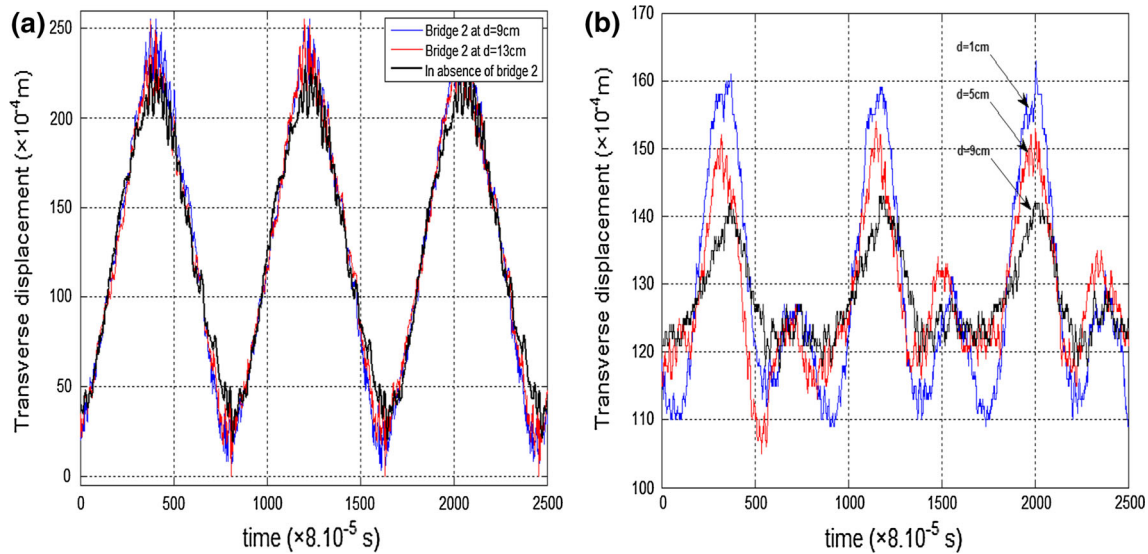 (a)
Transverse displacement (×10⁻⁴m)
250
200
150
100
50
0
Bridge 2 at d=9cm
Bridge 2 at d=13cm
In absence of bridge 2
0 500 1000 1500 2000 2500
time (×8.10⁻⁵ s)
(b)
Transverse displacement (×10⁻⁴m)
170
160
150
140
130
120
110
100
d=1cm
d=5cm
d=9cm
0 500 1000 1500 2000 2500
time (×8.10⁻⁵ s)